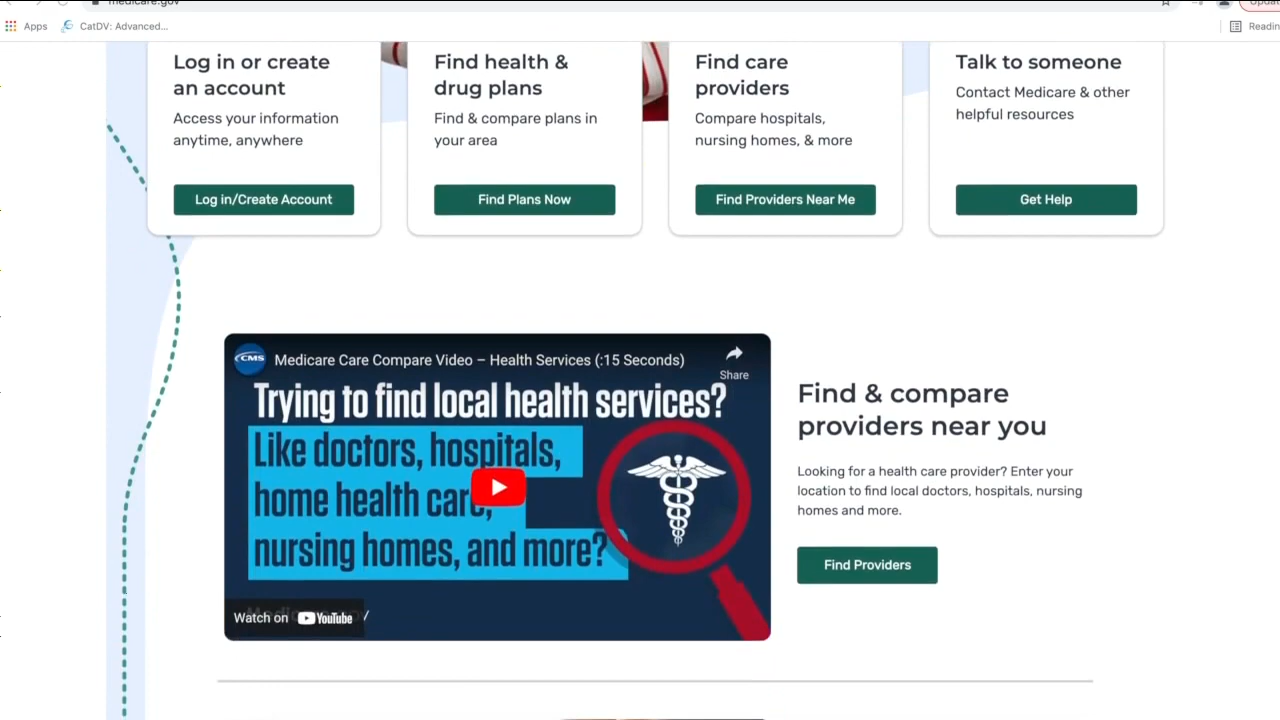 medicare.gov
Apps
CatDV: Advanced...
Log in or create
an account
Access your information
anytime, anywhere
Log in/Create Account
Find health &
drug plans
Find & compare plans in
your area
Find Plans Now
Find care
providers
Compare hospitals,
nursing homes, & more
Find Providers Near Me
Talk to someone
Contact Medicare & other
helpful resources
Get Help
CMS
Medicare Care Compare Video – Health Services (:15 Seconds)
Share
Trying to find local health services?
Like doctors, hospitals,
home health care,
nursing homes, and more?
Watch on YouTube
Find & compare
providers near you
Looking for a health care provider? Enter your
location to find local doctors, hospitals, nursing
homes and more.
Find Providers